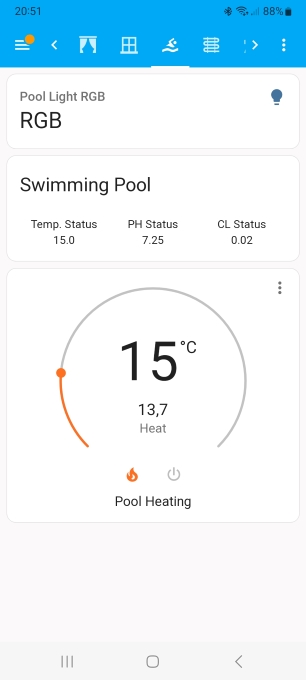 20:51
88%
Pool Light RGB
RGB
Swimming Pool
Temp. Status PH Status CL Status
15.0 7.25 0.02
15 °C
13,7
Heat
Pool Heating